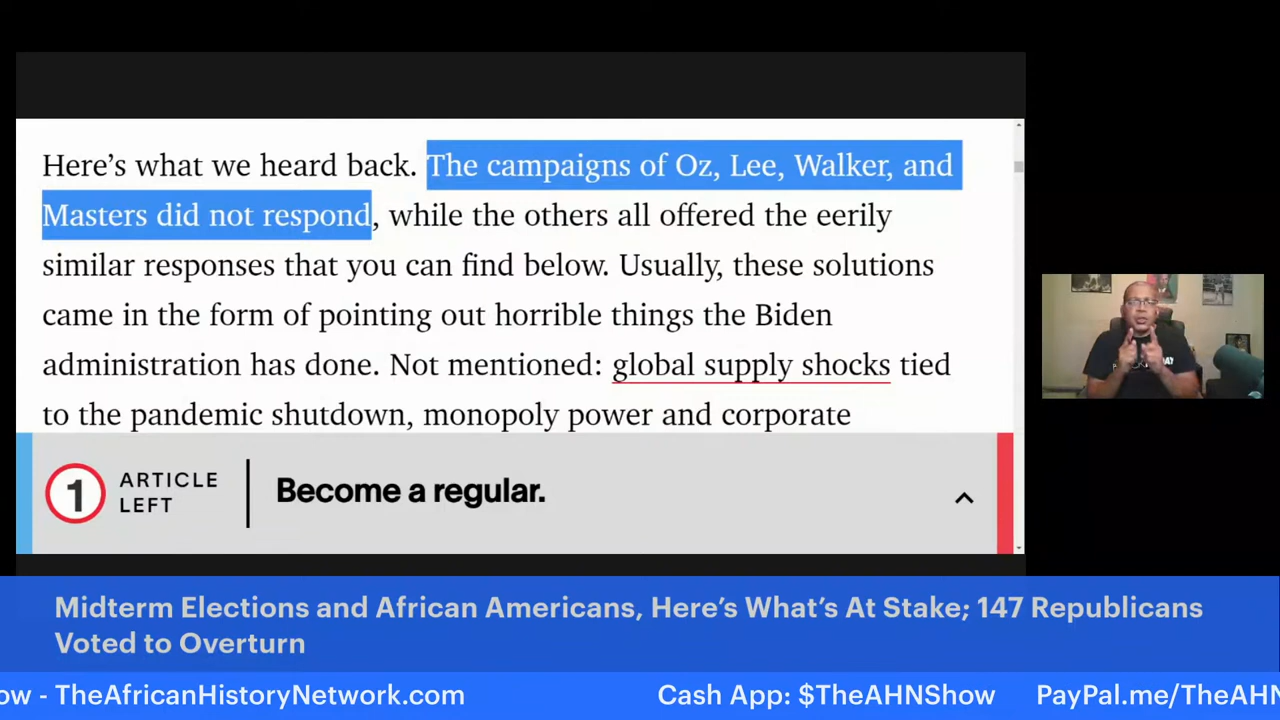 Here’s what we heard back. The campaigns of Oz, Lee, Walker, and
Masters did not respond, while the others all offered the eerily
similar responses that you can find below. Usually, these solutions
came in the form of pointing out horrible things the Biden
administration has done. Not mentioned: global supply shocks tied
to the pandemic shutdown, monopoly power and corporate
1
ARTICLE
LEFT
Become a regular.
Midterm Elections and African Americans, Here’s What’s At Stake; 147 Republicans
Voted to Overturn
ow - TheAfricanHistoryNetwork.com Cash App: $TheAHNShow PayPal.me/TheAHN